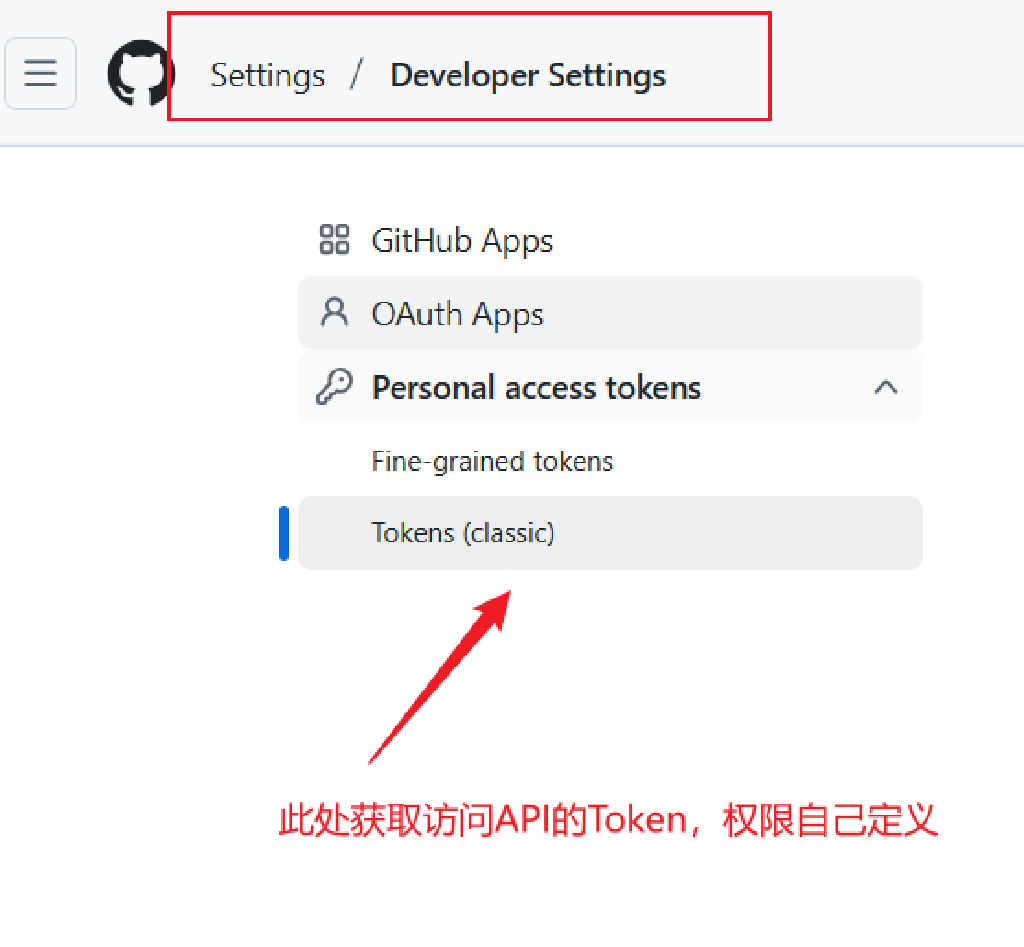 Settings / Developer Settings
GitHub Apps
OAuth Apps
Personal access tokens
Fine-grained tokens
Tokens (classic)
此处获取访问API的Token，权限自己定义